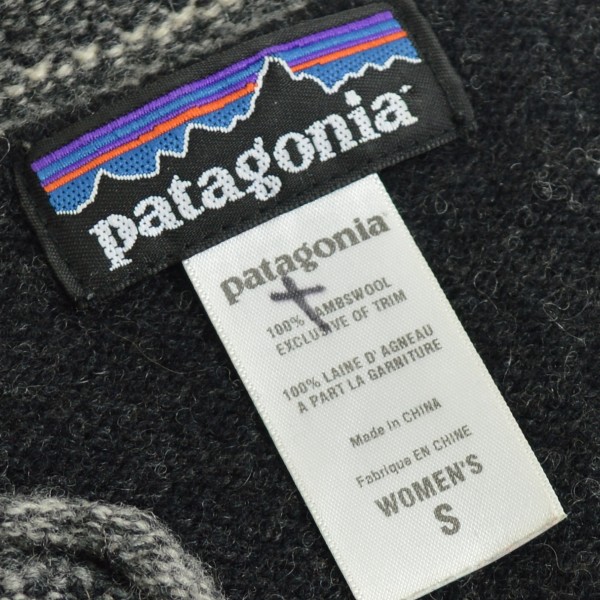 patagonia
patagonia
100% LAMBSWOOL
EXCLUSIVE OF TRIM
100% LAINE D' AGNEAU
A PART LA GARNITURE
Made in CHINA
Fabriqué EN CHINE
WOMEN'S
S